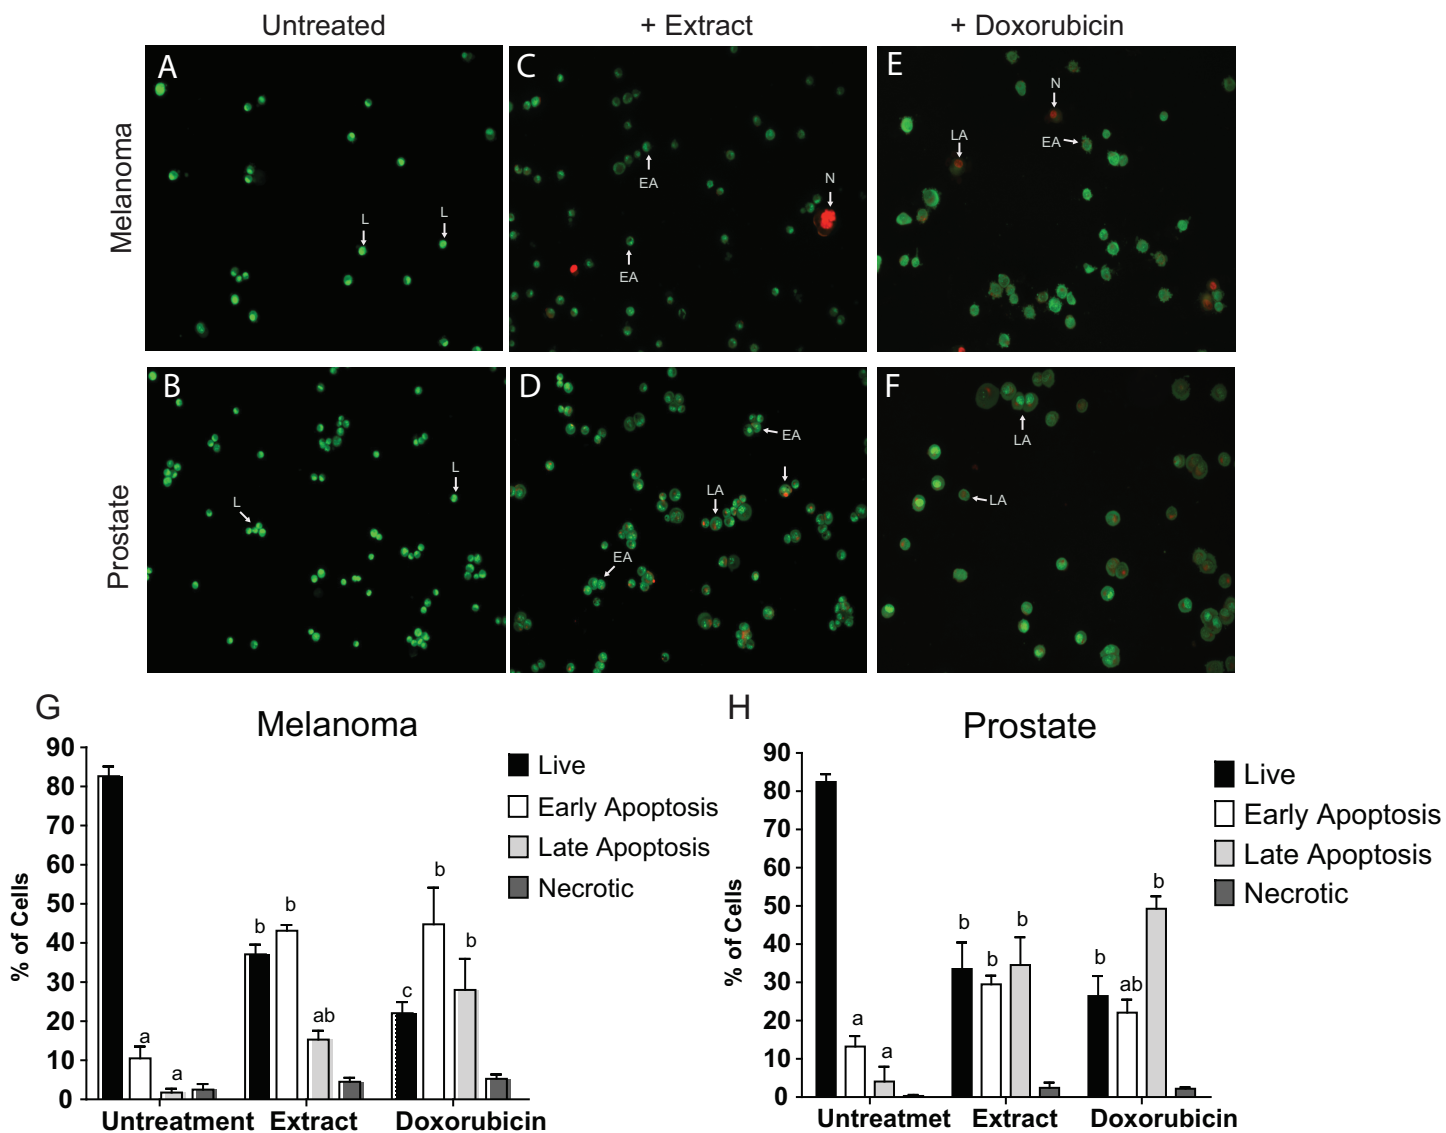 Untreated
+ Extract
+ Doxorubicin
Melanoma
A
L
L
C
EA
EA
N
E
N
LA
EA
Prostate
B
L
L
D
EA
LA
EA
F
LA
LA
G
Melanoma
% of Cells
90
80
70
60
50
40
30
20
10
0
a
a
b
b
ab
c
b
b
Untreatment
Extract
Doxorubicin
Live
Early Apoptosis
Late Apoptosis
Necrotic
H
Prostate
% of Cells
90
80
70
60
50
40
30
20
10
0
a
a
b
b
b
b
ab
b
Untreatmet
Extract
Doxorubicin
Live
Early Apoptosis
Late Apoptosis
Necrotic